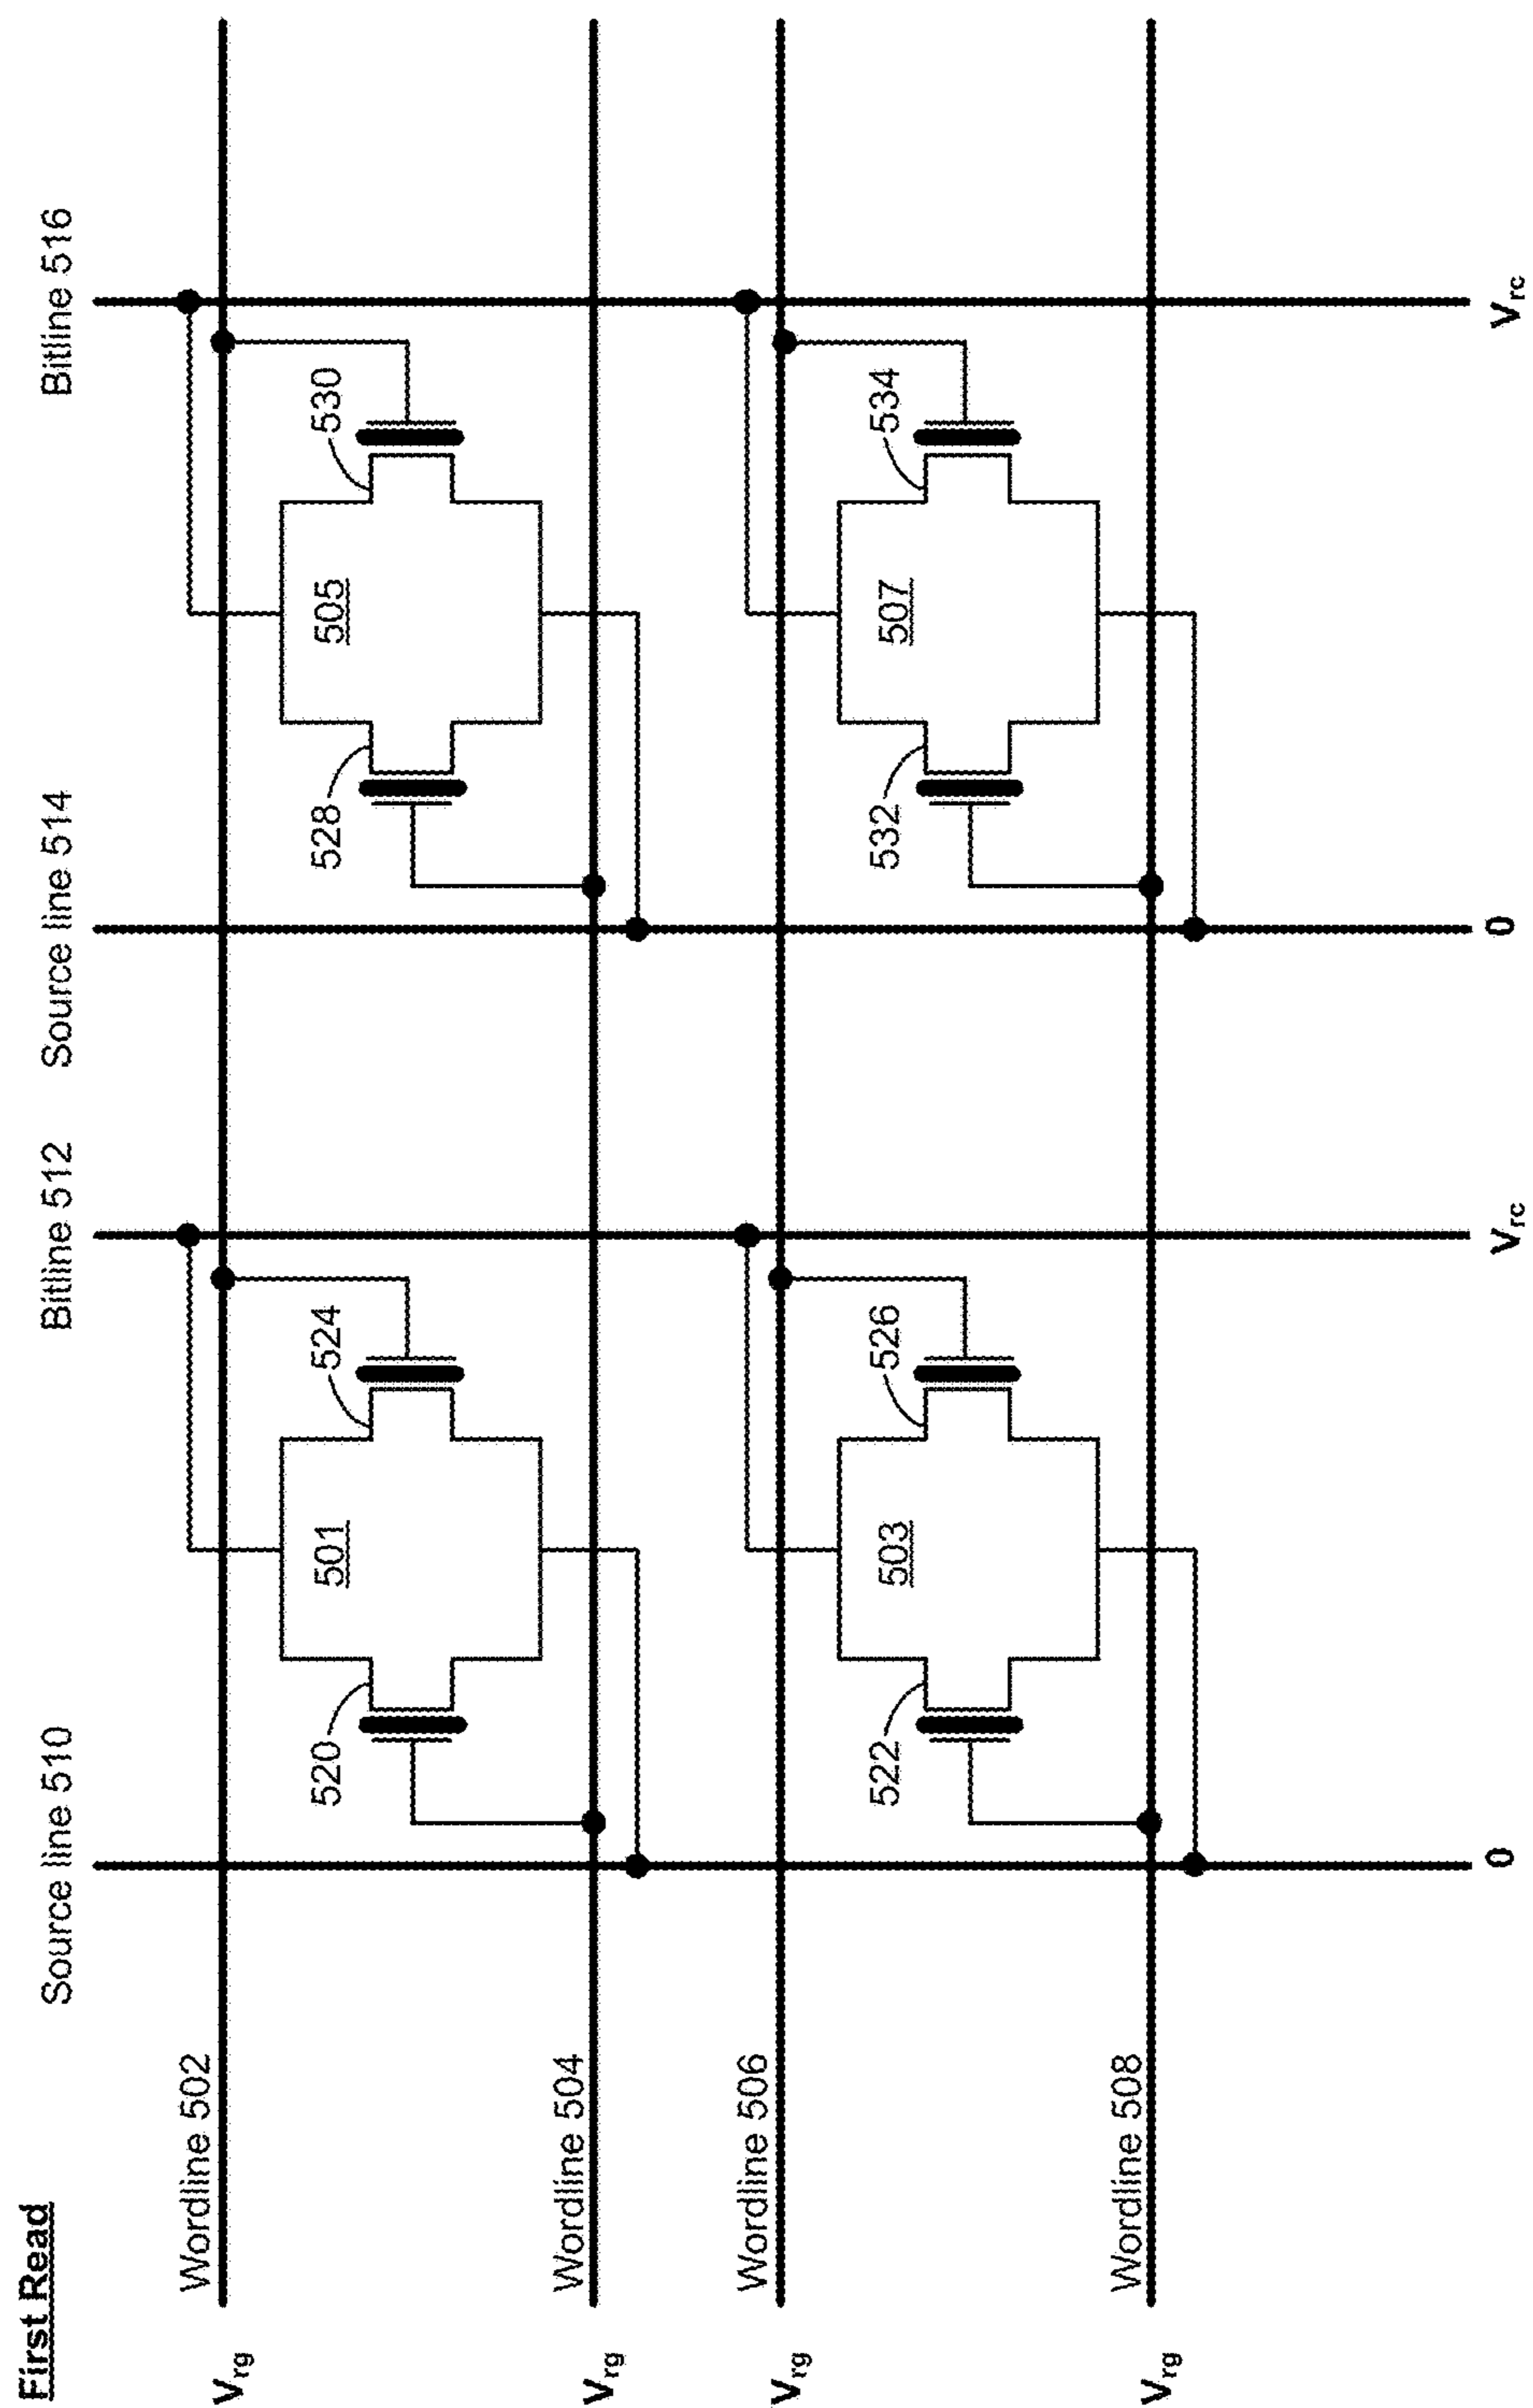 First Read
Source line 510
Bitline 512
Source line 514
Bitline 516
Wordline 502
V_rg
520
501
524
528
505
530
Wordline 504
V_rg
Wordline 506
V_rg
522
503
526
532
507
534
Wordline 508
V_rg
0
V_rc
0
V_rc